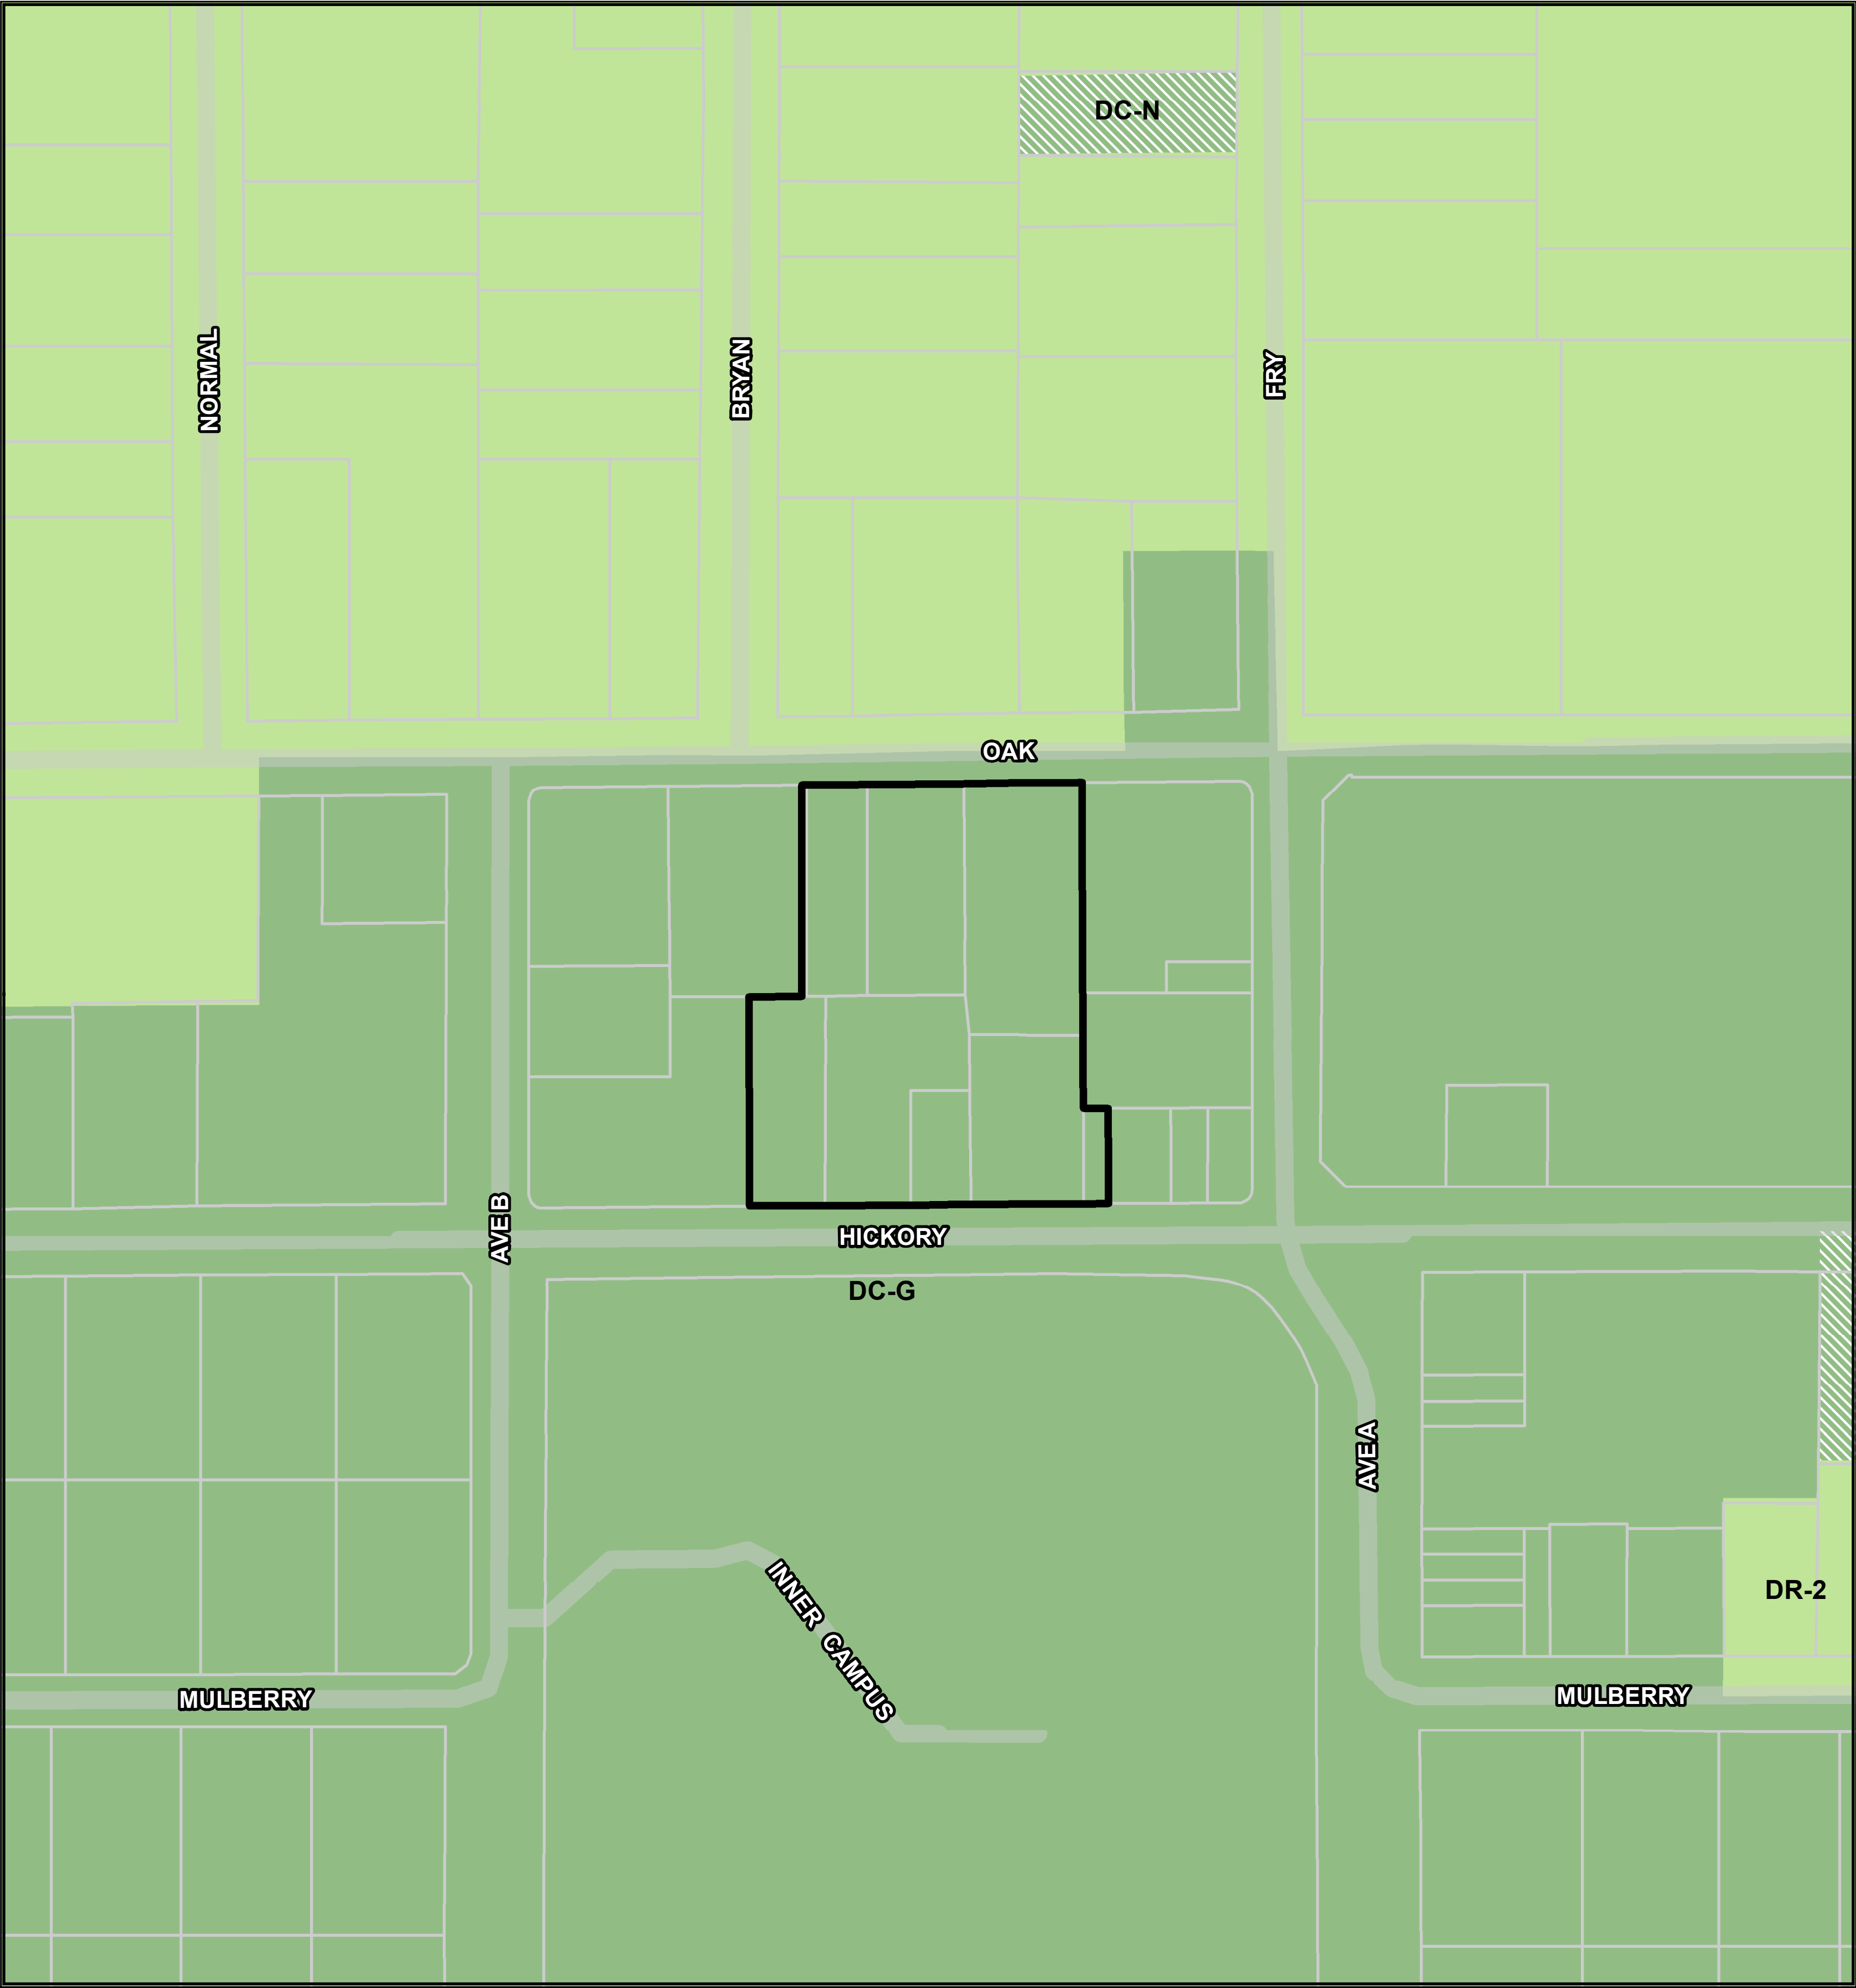 DC-N
NORMAL
BRYAN
FRY
OAK
AVE B
HICKORY
DC-G
AVE A
INNER CAMPUS
DR-2
MULBERRY
MULBERRY